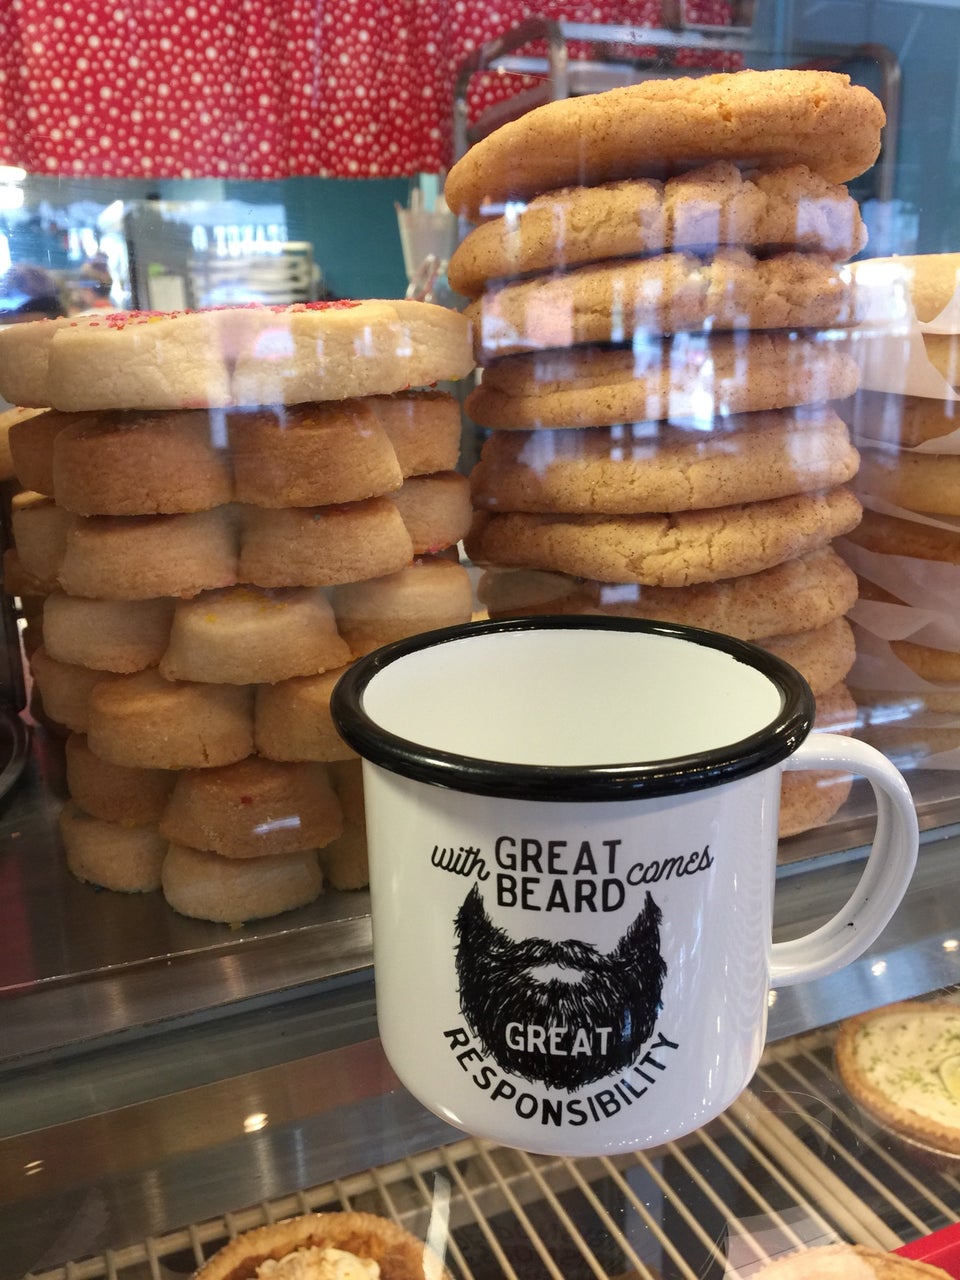 with GREAT comes
BEARD
GREAT
RESPONSIBILITY